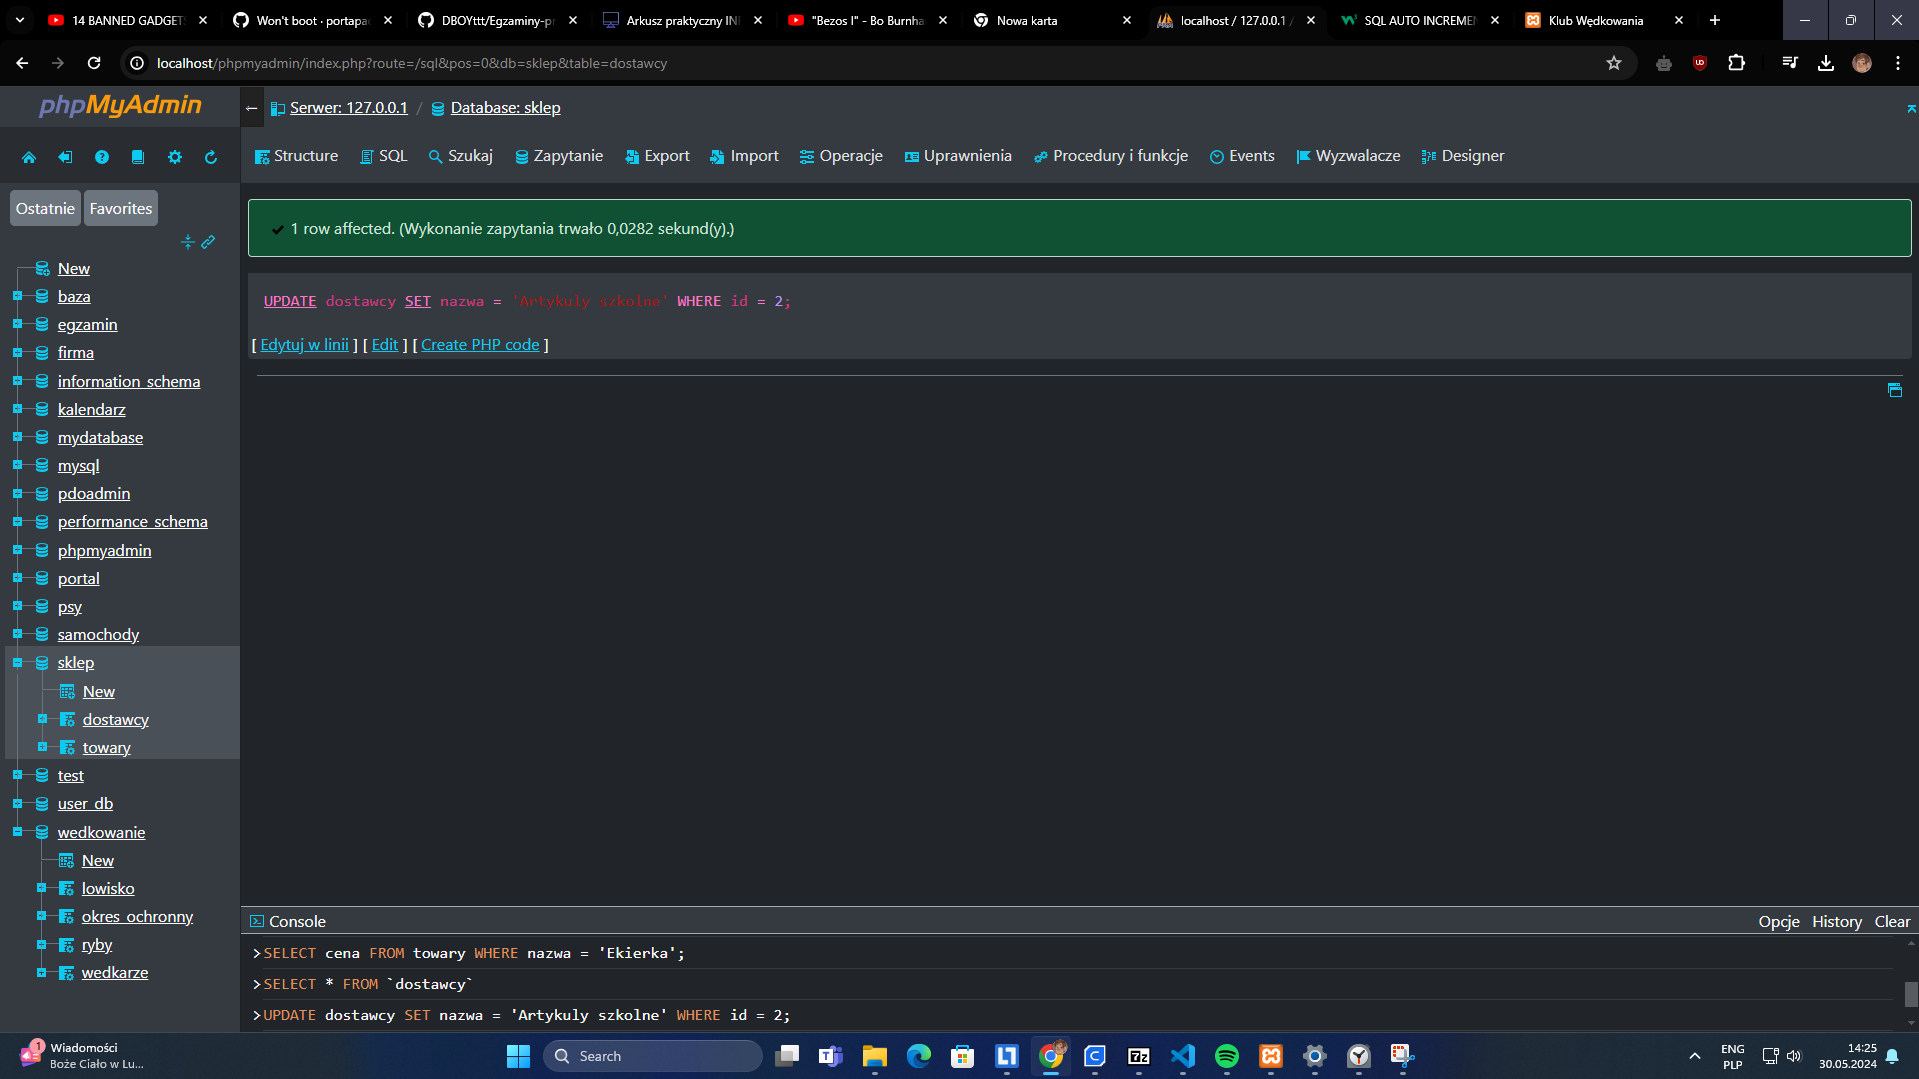 14 BANNED GADGETS
Won't boot · portapac
DBOYttt/Egzaminy-pr
Arkusz praktyczny INF
"Bezos I" - Bo Burnha
Nowa karta
localhost / 127.0.0.1 /
SQL AUTO INCREMEN
Klub Wędkowania
localhost/phpmyadmin/index.php?route=/sql&pos=0&db=sklep&table=dostawcy
phpMyAdmin
Serwer: 127.0.0.1 / Database: sklep
Structure SQL Szukaj Zapytanie Export Import Operacje Uprawnienia Procedury i funkcje Events Wyzwalacze Designer
Ostatnie Favorites
New
baza
egzamin
firma
information_schema
kalendarz
mydatabase
mysql
pdoadmin
performance_schema
phpmyadmin
portal
psy
samochody
sklep
New
dostawcy
towary
test
user_db
wedkowanie
New
lowisko
okres_ochronny
ryby
wedkarze
1 row affected. (Wykonanie zapytania trwało 0,0282 sekund(y).)
UPDATE dostawcy SET nazwa = 'Artykuly szkolne' WHERE id = 2;
[ Edytuj w linii ] [ Edit ] [ Create PHP code ]
Console
Opcje History Clear
>SELECT cena FROM towary WHERE nazwa = 'Ekierka';
>SELECT * FROM `dostawcy`
>UPDATE dostawcy SET nazwa = 'Artykuly szkolne' WHERE id = 2;
1
Wiadomości
Boże Ciało w Lu...
Search
ENG
PLP
14:25
30.05.2024